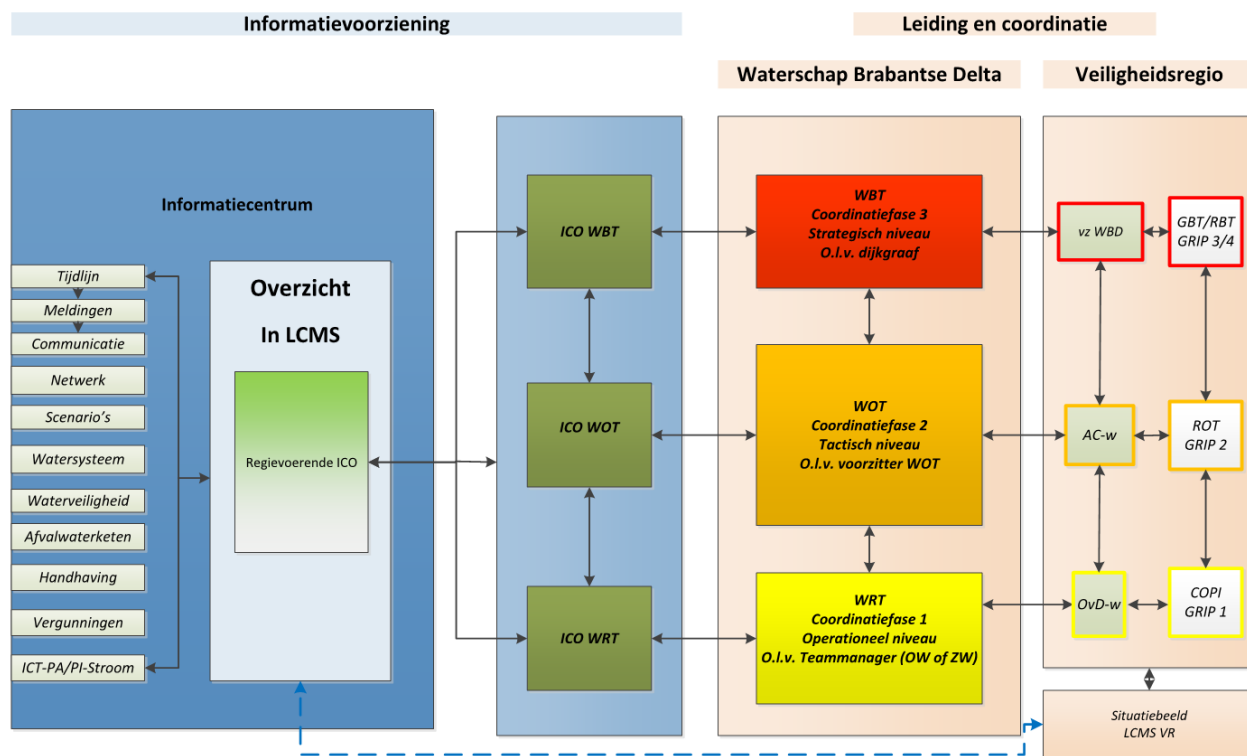 Informatievoorziening
Leiding en coordinatie
Waterschap Brabantse Delta
Veiligheidsregio
Informatiecentrum
Tijdlijn
Meldingen
Communicatie
Netwerk
Scenario's
Watersysteem
Waterveiligheid
Afvalwaterketen
Handhaving
Vergunningen
ICT-PA/PI-Stroom
Overzicht
In LCMS
Regievoerende ICO
ICO WBT
ICO WOT
ICO WRT
WBT
Coordinatiefase 3
Strategisch niveau
O.l.v. dijkgraaf
WOT
Coordinatiefase 2
Tactisch niveau
O.l.v. voorzitter WOT
WRT
Coordinatiefase 1
Operationeel niveau
O.l.v. Teammanager (OW of ZW)
vz WBD
GBT/RBT
GRIP 3/4
AC-w
ROT
GRIP 2
OvD-w
COPI
GRIP 1
Situatiebeeld
LCMS VR